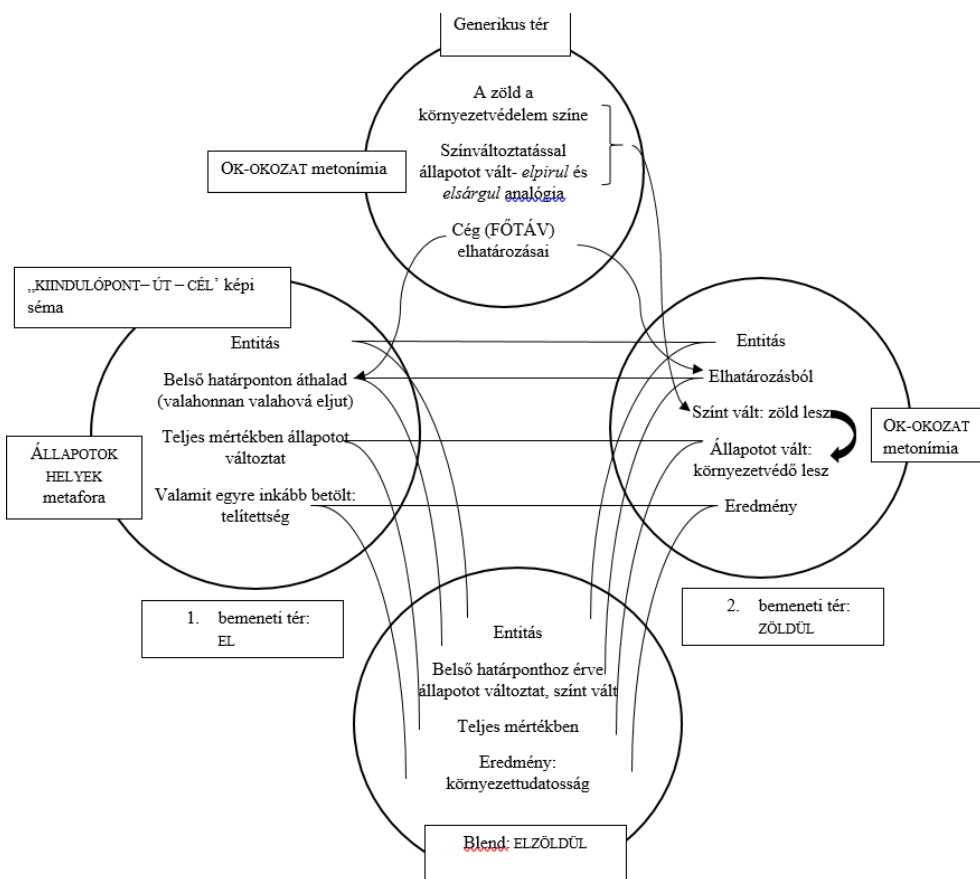 Generikus tér
A zöld a
környezetvédelem színe
OK-OKOZAT metonímia
Színváltoztatással
állapotot vált- elpirul és
elsárgul analógia
Cég (FŐTÁV)
elhatározásai
„KIINDULÓPONT– ÚT – CÉL’ képi
séma
Entitás
Belső határponton áthalad
(valahonnan valahová eljut)
ÁLLAPOTOK
HELYEK
metafora
Teljes mértékben állapotot
változtat
Valamit egyre inkább betölt:
telítettség
1. bemeneti tér:
EL
Entitás
Elhatározásból
Színt vált: zöld lesz
Állapotot vált:
környezetvédő lesz
Eredmény
OK-OKOZAT
metonímia
2. bemeneti tér:
ZÖLDÜL
Entitás
Belső határponthoz érve
állapotot változtat, színt vált
Teljes mértékben
Eredmény:
környezettudatosság
Blend: ELZÖLDÜL